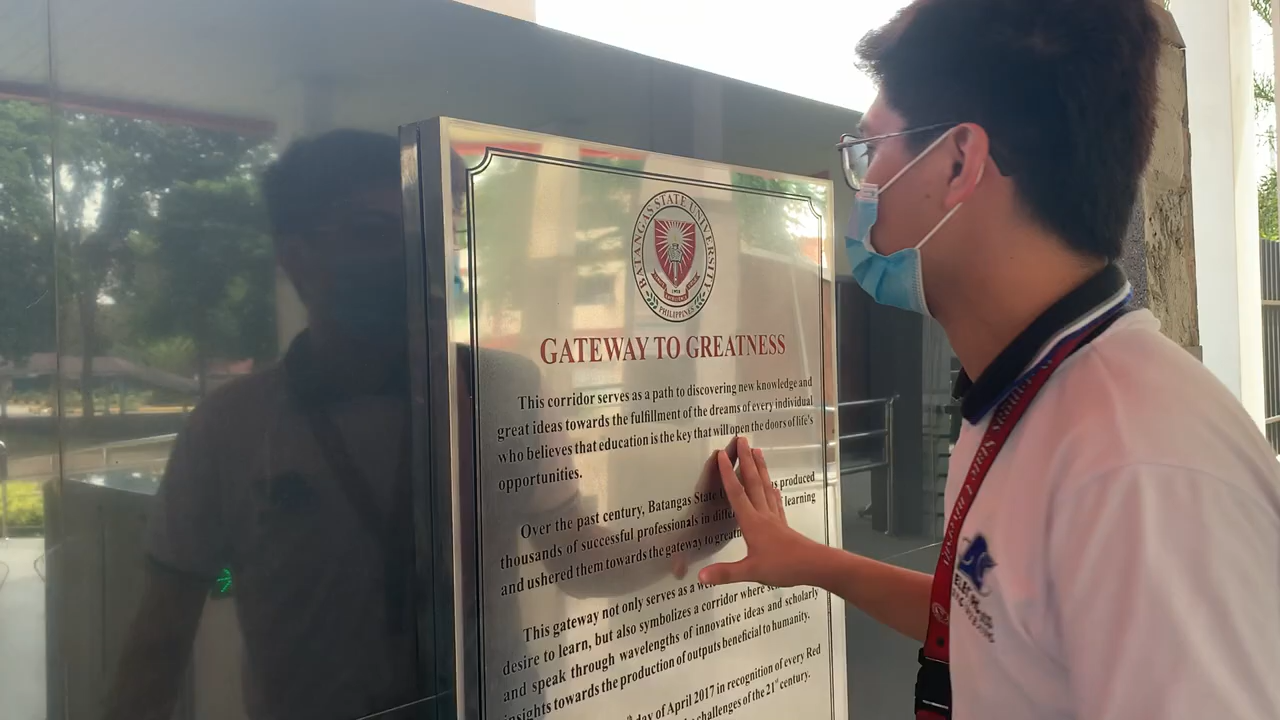 BATANGAS STATE UNIVERSITY
PHILIPPINES
GATEWAY TO GREATNESS
This corridor serves as a path to discovering new knowledge and
great ideas towards the fulfillment of the dreams of every individual
who believes that education is the key that will open the doors of life's
opportunities.
Over the past century, Batangas State produced
thousands of successful professionals in learning
and ushered them towards the gateway to
This gateway not only serves as a
desire to learn, but also symbolizes a corridor where
and speak through wavelengths of innovative ideas and scholarly
insights towards the production of outputs beneficial to humanity.
day of April 2017 in recognition of every Red
challenges of the 21st century.